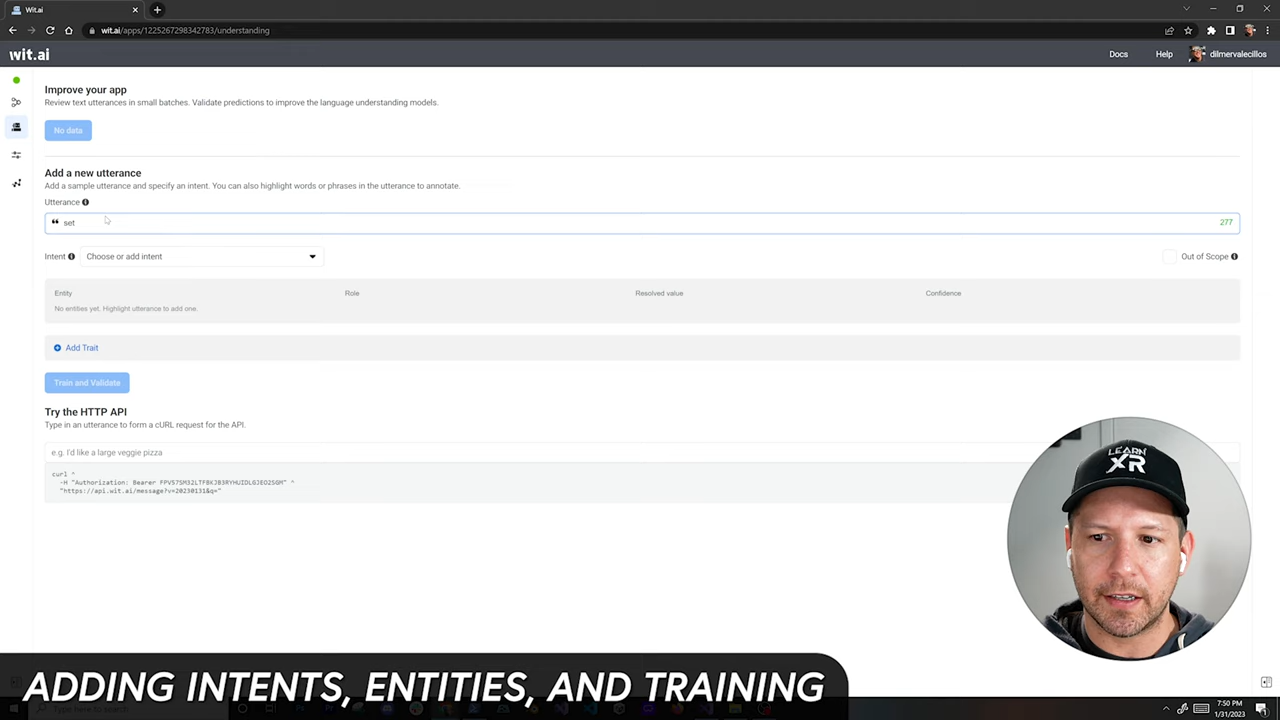 Wit.ai
wit.ai/apps/1225267298342783/understanding
wit.ai
Docs
Help
dilmervalecillos
Improve your app
Review text utterances in small batches. Validate predictions to improve the language understanding models.
No data
Add a new utterance
Add a sample utterance and specify an intent. You can also highlight words or phrases in the utterance to annotate.
Utterance
set
277
Intent
Choose or add intent
Out of Scope
Entity Role Resolved value Confidence
No entities yet. Highlight utterance to add one.
Add Trait
Train and Validate
Try the HTTP API
Type in an utterance to form a cURL request for the API.
e.g. I'd like a large veggie pizza
curl ^
-H "Authorization: Bearer FPV57SM32LTFBKJB3RYHUIDLGJEO2SGM" ^
"https://api.wit.ai/message?v=20230131&q="
LEARN
XR
ADDING INTENTS, ENTITIES, AND TRAINING
Type here to search
7:50 PM
1/31/2023